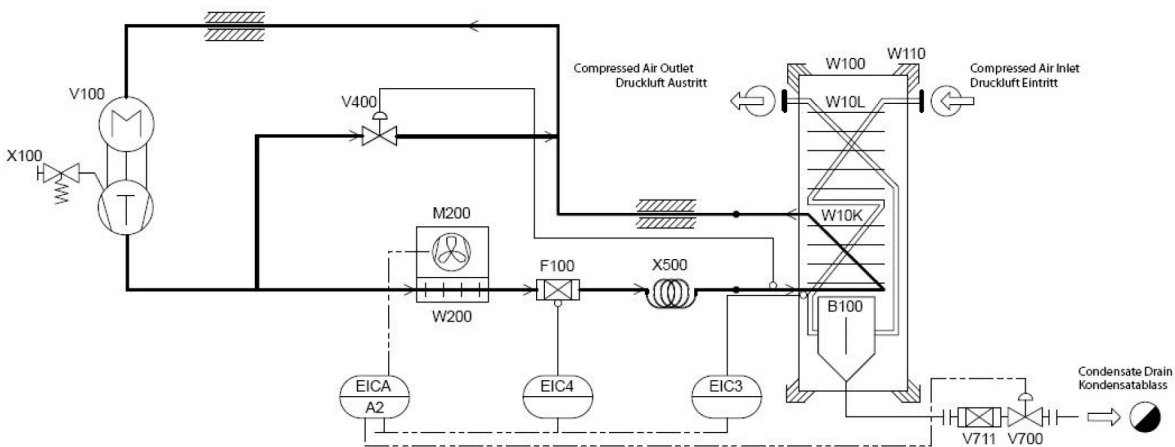 W100
W110
Compressed Air Outlet
Druckluft Austritt
Compressed Air Inlet
Druckluft Eintritt
V100
V400
W10L
X100
M
T
M200
W10K
F100
X500
W200
B100
EICA
A2
EIC4
EIC3
Condensate Drain
Kondensatablass
V711
V700